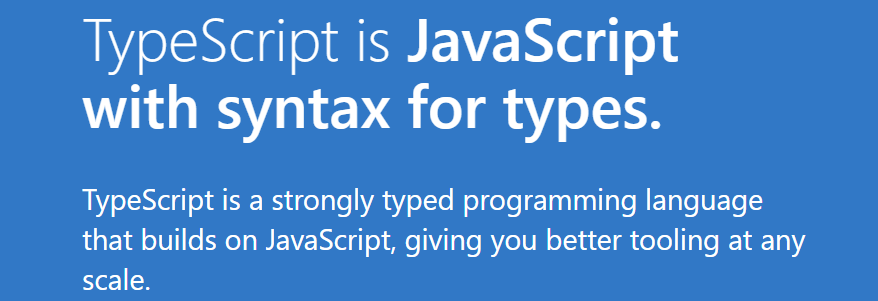 TypeScript is JavaScript
with syntax for types.
TypeScript is a strongly typed programming language
that builds on JavaScript, giving you better tooling at any
scale.